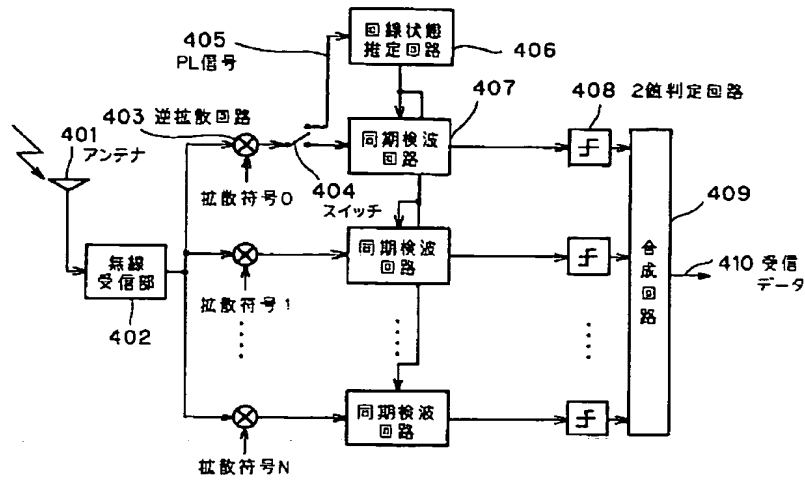 405
PL信号
回線状態
推定回路
406
407
408 2値判定回路
403 逆拡散回路
401
アンテナ
同期検波
回路
409
拡散符号0
404
スイッチ
無線
受信部
402
同期検波
回路
合成回路
410 受信
データ
拡散符号1
同期検波
回路
拡散符号N